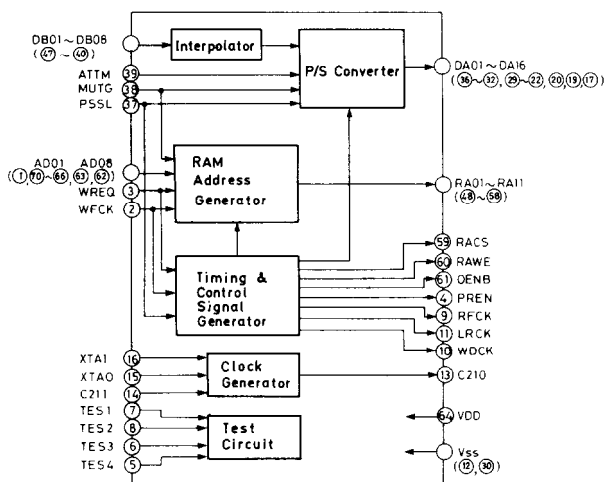 DB01~DB08
(47~40)
Interpolator
ATTM 39
MUTG 38
PSSL 37
P/S Converter
DA01~DA16
(36~32, 29~22, 20, 19, 17)
AD01 AD08
(1, 70~66, 63, 62)
WREQ 3
WFCK 2
RAM
Address
Generator
RA01~RA11
(48~58)
Timing &
Control
Signal
Generator
59 RACS
60 RAWE
61 OENB
4 PREN
9 RFCK
11 LRCK
10 WDCK
XTAI 16
XTAO 15
C211 14
Clock
Generator
13 C210
TES1 7
TES2 8
TES3 6
TES4 5
Test
Circuit
64 VDD
Vss
(12, 30)